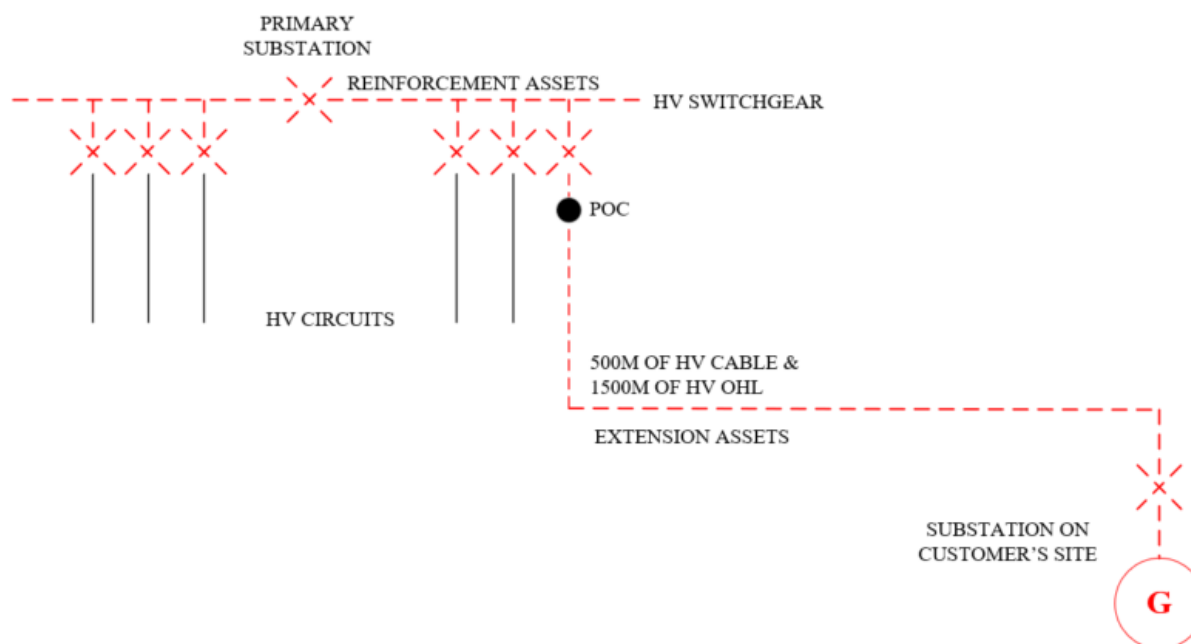 PRIMARY
SUBSTATION
REINFORCEMENT ASSETS
HV SWITCHGEAR
POC
HV CIRCUITS
500M OF HV CABLE &
1500M OF HV OHL
EXTENSION ASSETS
SUBSTATION ON
CUSTOMER’S SITE
G